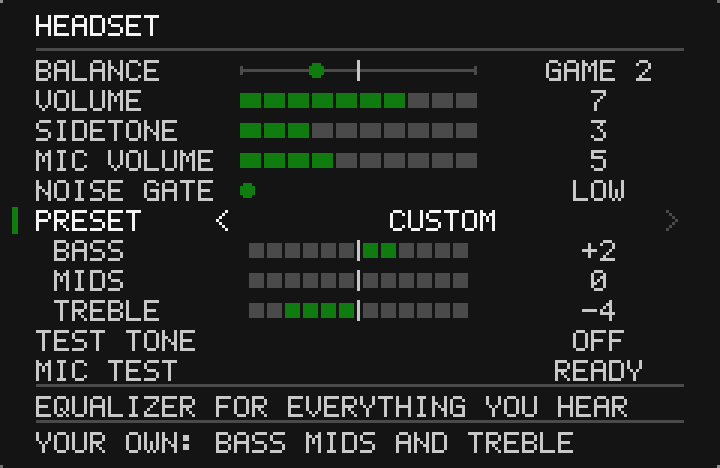 HEADSET
BALANCE GAME 2
VOLUME 7
SIDETONE 3
MIC VOLUME 5
NOISE GATE LOW
PRESET < CUSTOM >
BASS +2
MIDS 0
TREBLE -4
TEST TONE OFF
MIC TEST READY
EQUALIZER FOR EVERYTHING YOU HEAR
YOUR OWN: BASS MIDS AND TREBLE